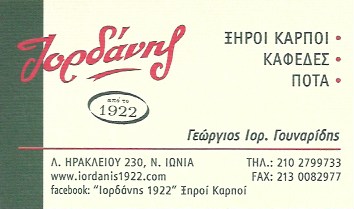 Ιορδάνης
από το
1922
ΞΗΡΟΙ ΚΑΡΠΟΙ •
ΚΑΦΕΔΕΣ •
ΠΟΤΑ •
Γεώργιος Ιορ. Γουναρίδης
Λ. ΗΡΑΚΛΕΙΟΥ 230, Ν. ΙΩΝΙΑ
ΤΗΛ.: 210 2799733
www.iordanis1922.com
FAX: 213 0082977
facebook: "Ιορδάνης 1922" Ξηροί Καρποί